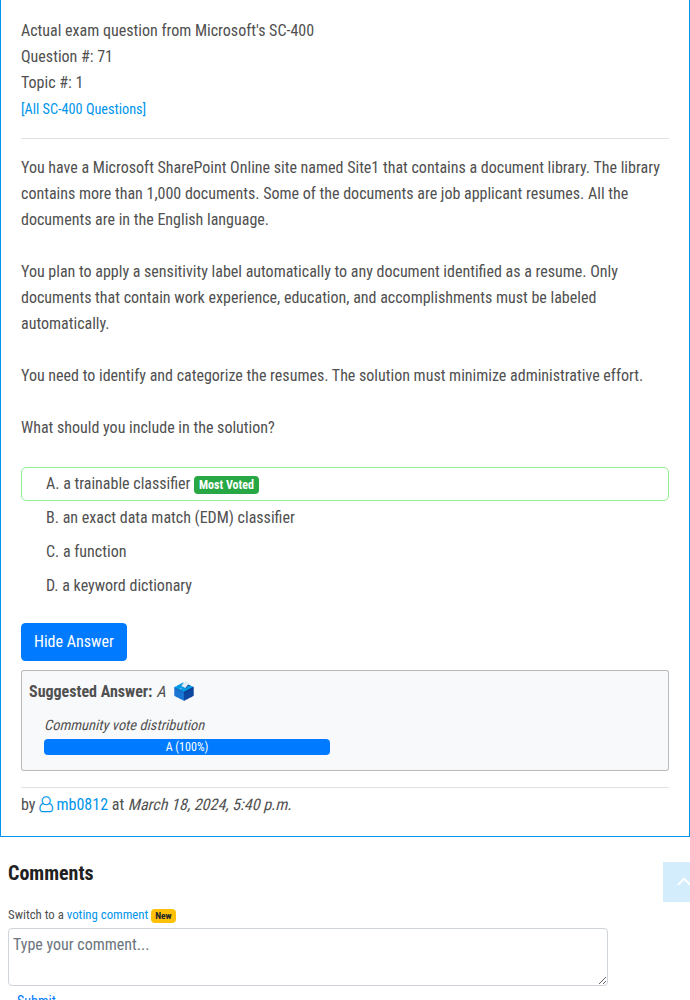 Actual exam question from Microsoft's SC-400
Question #: 71
Topic #: 1
[All SC-400 Questions]
You have a Microsoft SharePoint Online site named Site1 that contains a document library. The library
contains more than 1,000 documents. Some of the documents are job applicant resumes. All the
documents are in the English language.
You plan to apply a sensitivity label automatically to any document identified as a resume. Only
documents that contain work experience, education, and accomplishments must be labeled
automatically.
You need to identify and categorize the resumes. The solution must minimize administrative effort.
What should you include in the solution?
A. a trainable classifier Most Voted
B. an exact data match (EDM) classifier
C. a function
D. a keyword dictionary
Hide Answer
Suggested Answer: A
Community vote distribution
A (100%)
by mb0812 at March 18, 2024, 5:40 p.m.
Comments
Switch to a voting comment New
Type your comment...
Submit